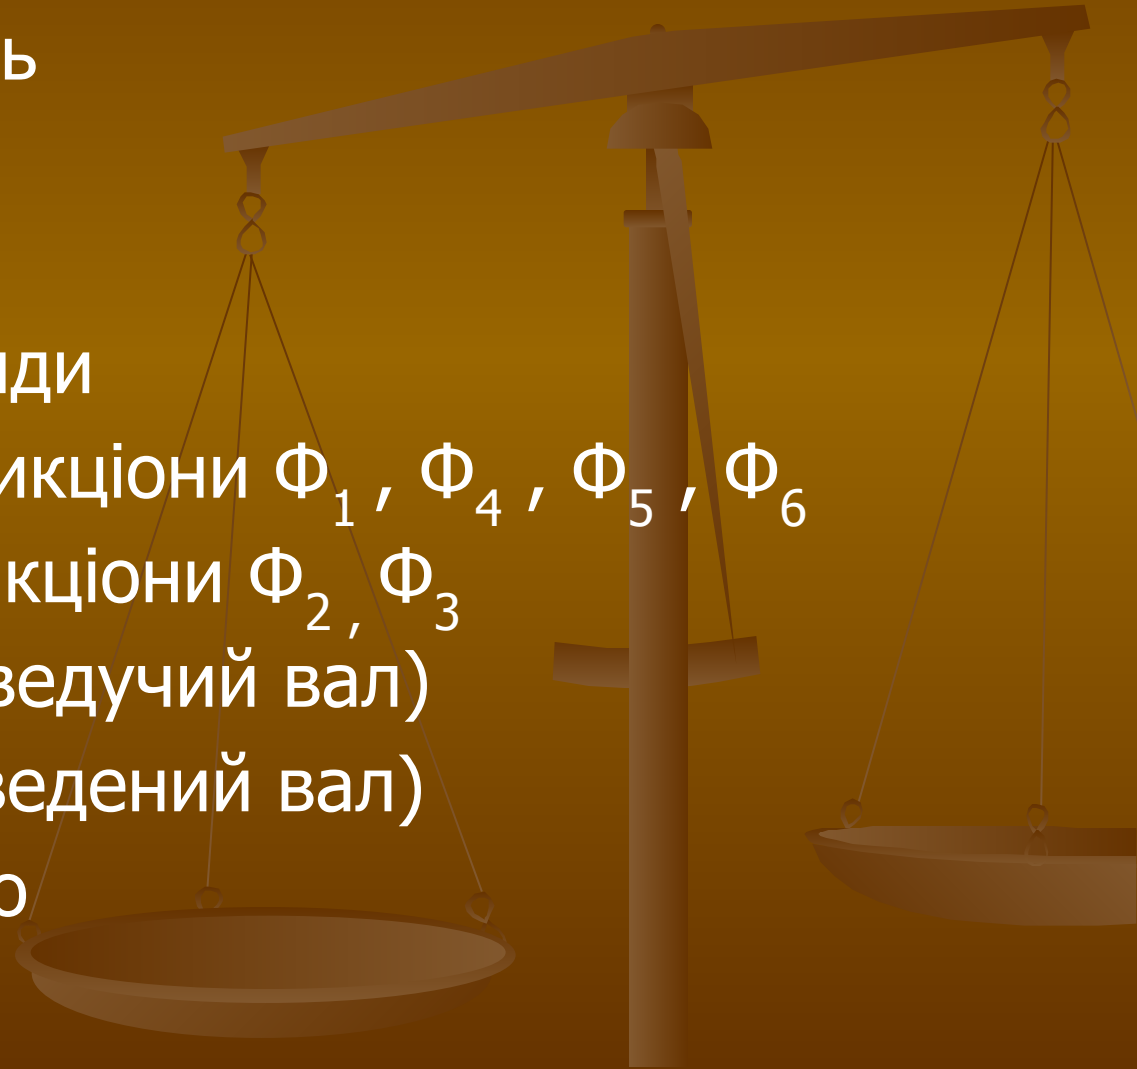 ь
ди
икціони Ф₁ , Ф₄ , Ф₅ , Ф₆
кціони Ф₂ , Ф₃
ведучий вал)
ведений вал)
о